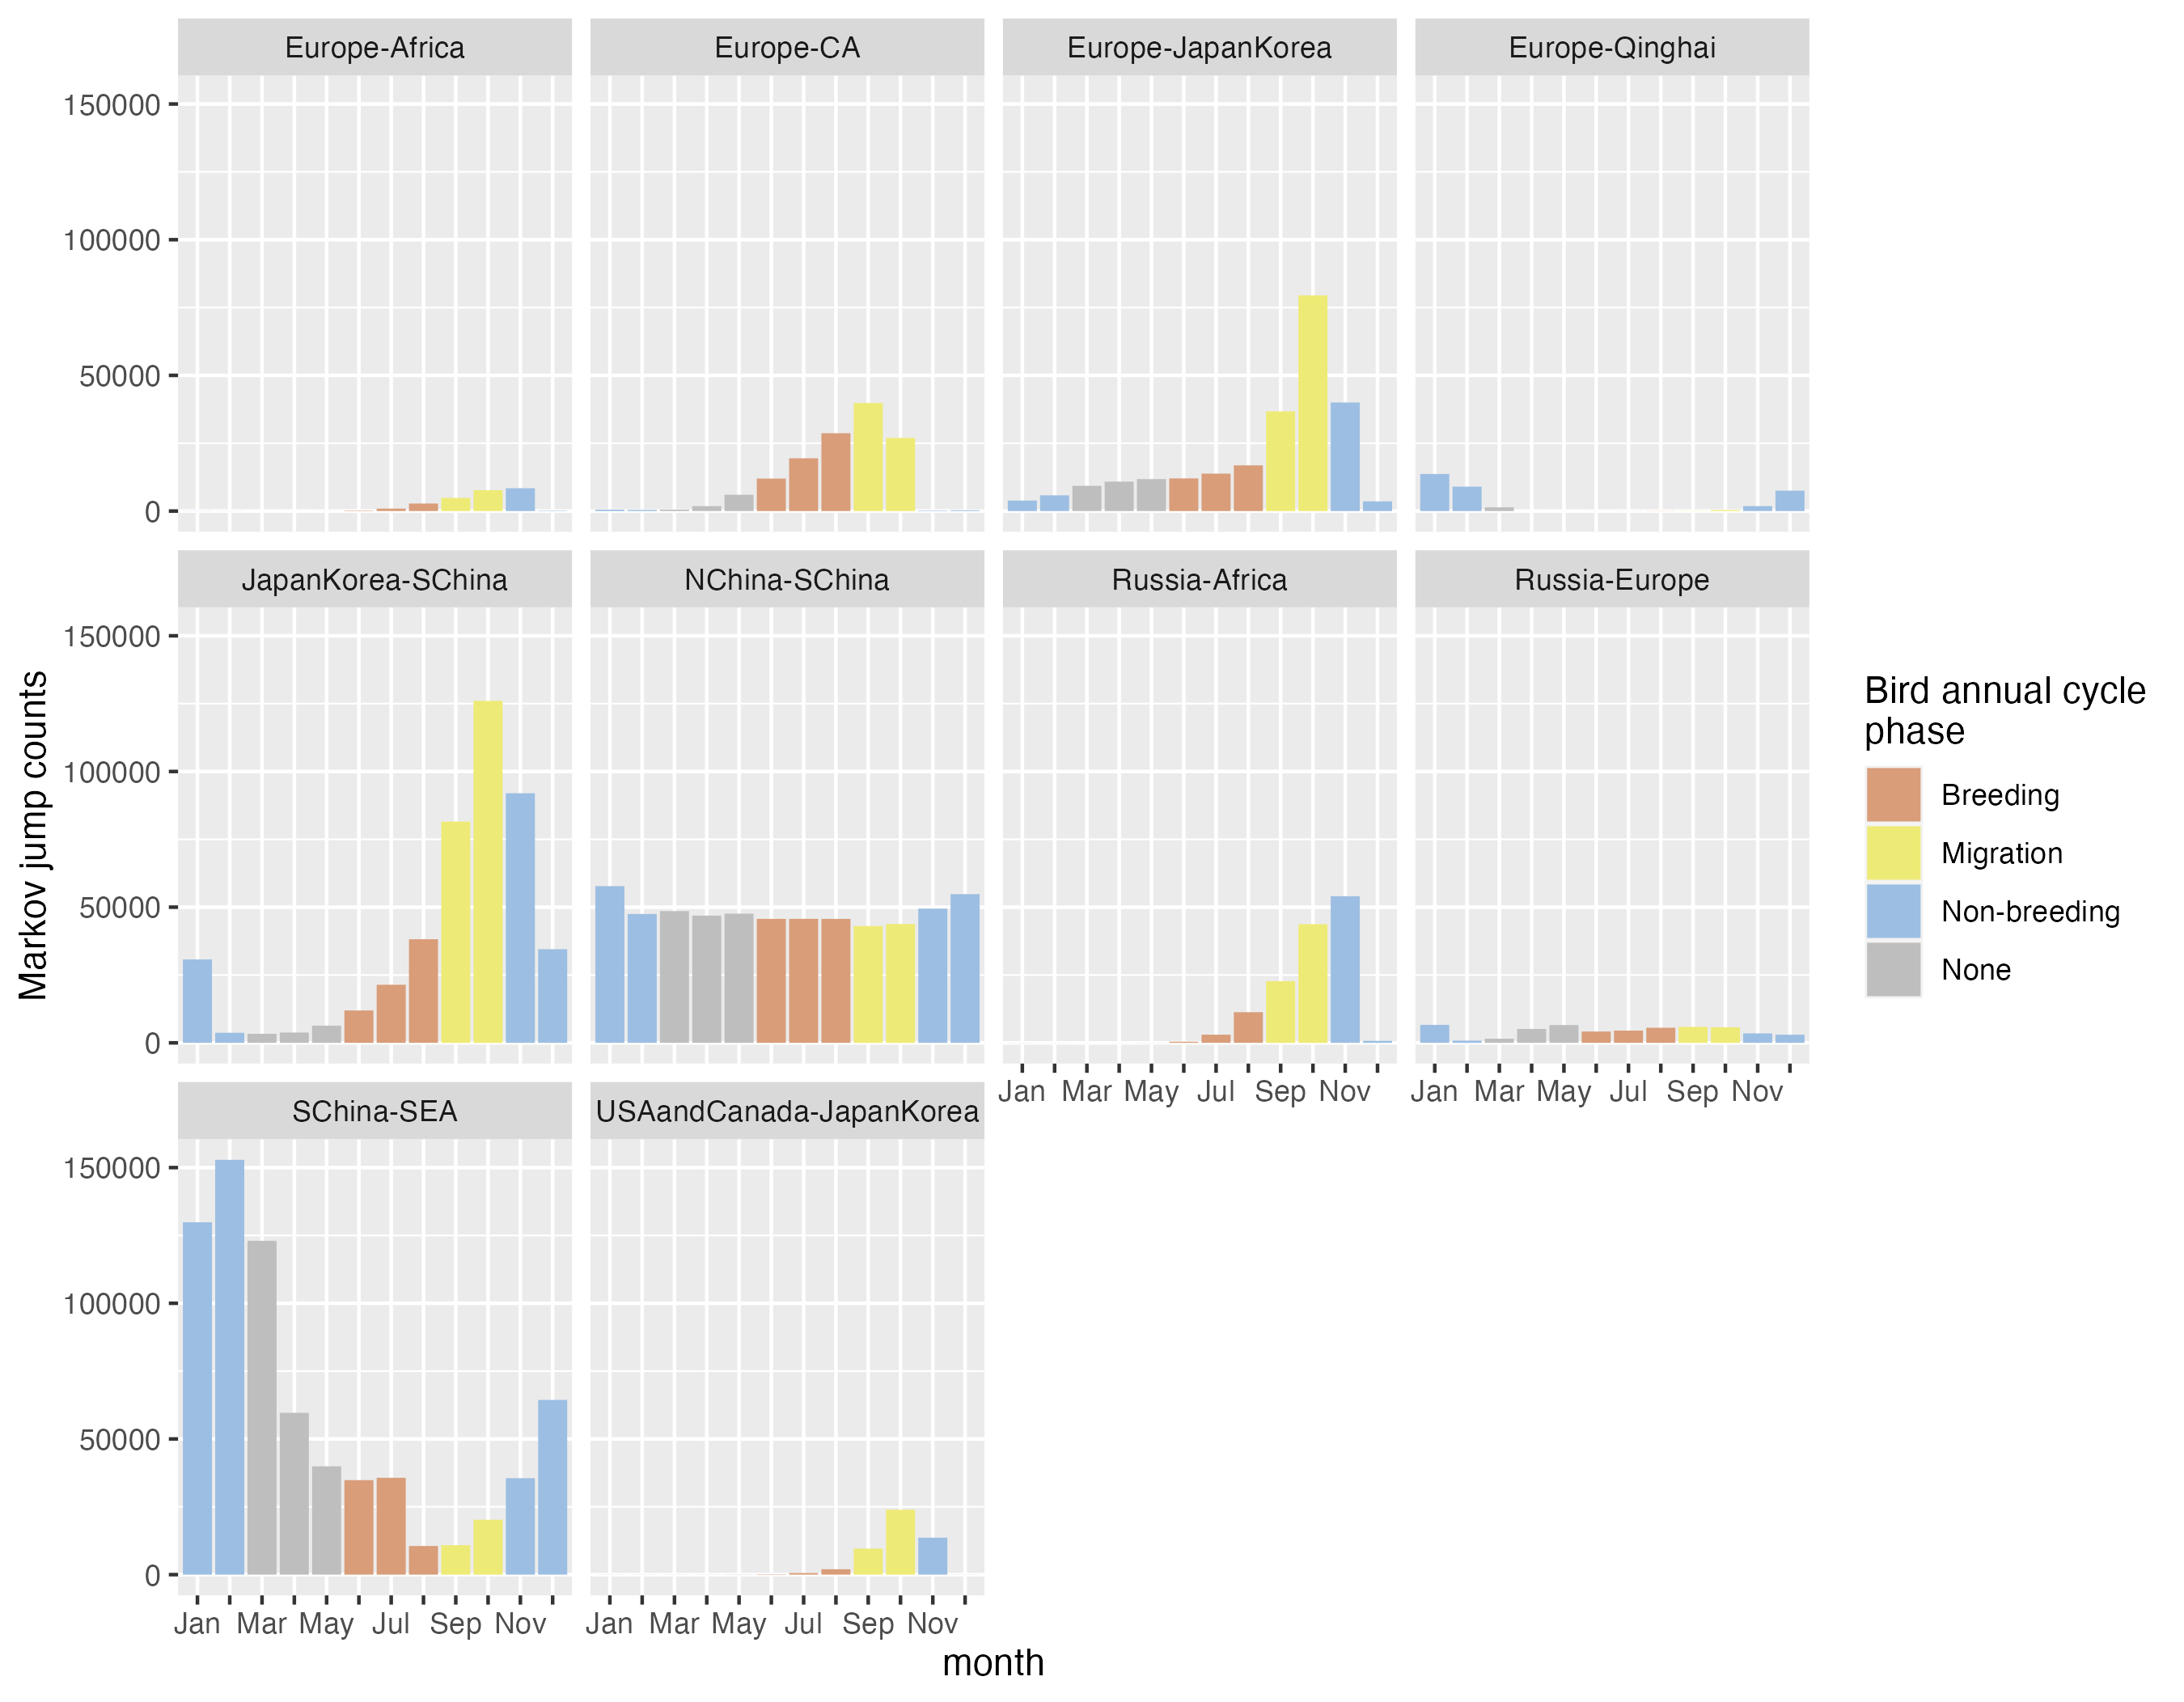 Europe-Africa
Europe-CA
Europe-JapanKorea
Europe-Qinghai
150000
100000
50000
0
JapanKorea-SChina
NChina-SChina
Russia-Africa
Russia-Europe
150000
100000
50000
0
Jan Mar May Jul Sep Nov
Jan Mar May Jul Sep Nov
SChina-SEA
USAandCanada-JapanKorea
150000
100000
50000
0
Jan Mar May Jul Sep Nov
Jan Mar May Jul Sep Nov
month
Markov jump counts
Bird annual cycle
phase
Breeding
Migration
Non-breeding
None